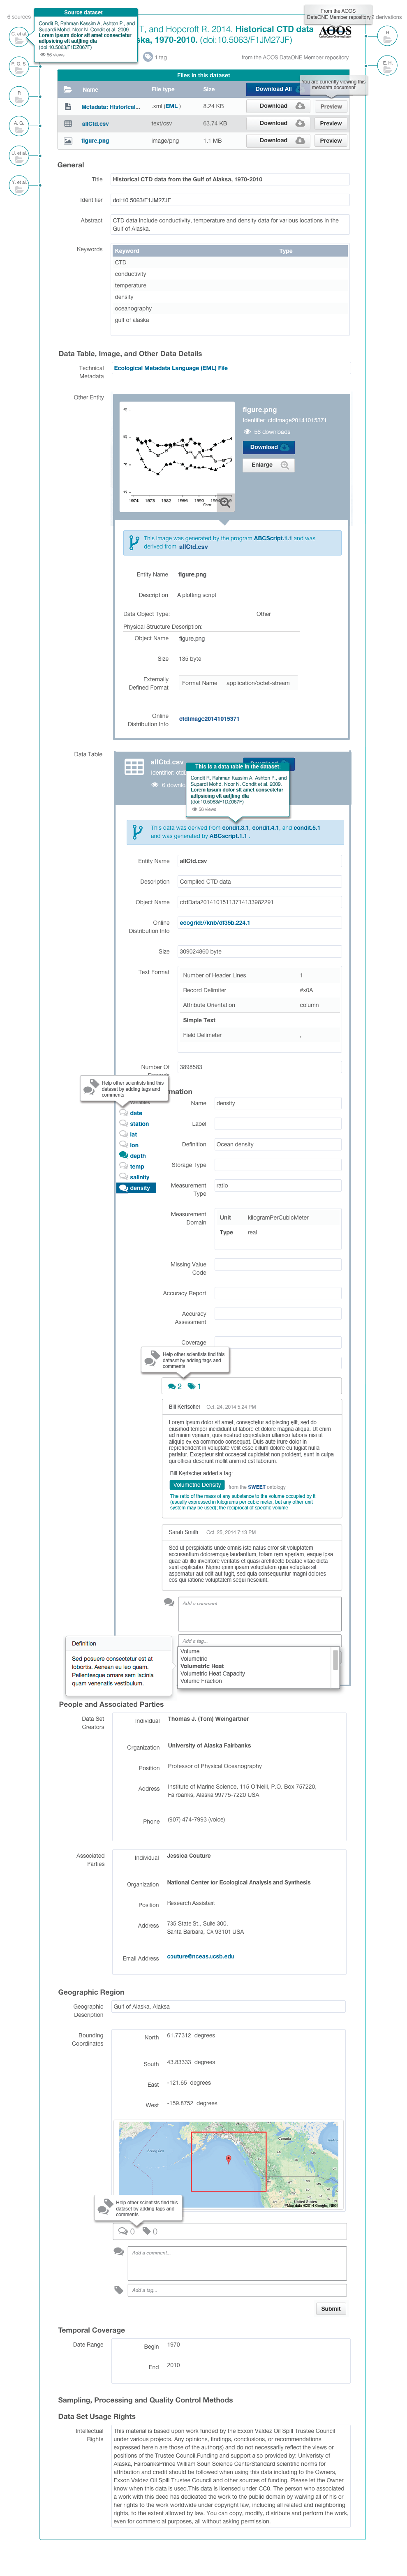 6 sources
Source dataset
Condit R, Rahman Kassim A, Ashton P., and
Supardi Mohd. Noor N. Condit et al. 2009.
Lorem ipsum dolor sit amet consectetur
adipisicing elit autjlng dia
(doi:10.5063/F1DZ067F)
56 views
T, and Hopcroft R. 2014. Historical CTD data
ska, 1970-2010. (doi:10.5063/F1JM27JF)
From the AOOS
DataONE Member repository
AOOS
7 derivations
1 tag
from the AOOS DataONE Member repository
C. et al.
P. G. S.
R
A. G.
U. et al.
Y. et al.
H
E. H.
Files in this dataset
You are currently viewing this
metadata document.
Name
File type
Size
Download All
Metadata: Historical...
.xml (EML )
8.24 KB
Download
Preview
allCtd.csv
text/csv
63.74 KB
Download
Preview
figure.png
image/png
1.1 MB
Download
Preview
General
Title
Historical CTD data from the Gulf of Alaksa, 1970-2010
Identifier
doi:10.5063/F1JM27JF
Abstract
CTD data include conductivity, temperature and density data for various locations in the
Gulf of Alaska.
Keywords
Keyword
Type
CTD
conductivity
temperature
density
oceanography
gulf of alaska
Data Table, Image, and Other Data Details
Technical
Metadata
Ecological Metadata Language (EML) File
Other Entity
figure.png
Identifier: ctdImage20141015371
56 downloads
Download
Enlarge
1974 1978 1982 1986 1990 1994
Year
This image was generated by the program ABCScript.1.1 and was
derived from allCtd.csv
Entity Name
figure.png
Description
A plotting script
Data Object Type:
Other
Physical Structure Description:
Object Name
figure.png
Size
135 byte
Externally
Defined Format
Format Name
application/octet-stream
Online
Distribution Info
ctdImage20141015371
Data Table
allCtd.csv
Identifier: ctd
6 downlo
This is a data table in the dataset:
Condit R, Rahman Kassim A, Ashton P., and
Supardi Mohd. Noor N. Condit et al. 2009.
Lorem ipsum dolor sit amet consectetur
adipisicing elit autjlng dia
(doi:10.5063/F1DZ067F)
56 views
This data was derived from condit.3.1, condit.4.1, and condit.5.1
and was generated by ABCscript.1.1 .
Entity Name
allCtd.csv
Description
Compiled CTD data
Object Name
ctdData20141015113714133982291
Online
Distribution Info
ecogrid://knb/df35b.224.1
Size
309024860 byte
Text Format
Number of Header Lines
1
Record Delimiter
#x0A
Attribute Orientation
column
Simple Text
Field Delimeter
,
Number Of
3898583
Help other scientists find this
dataset by adding tags and
comments
mation
date
station
lat
lon
depth
temp
salinity
density
Name
density
Label
Definition
Ocean density
Storage Type
Measurement
Type
ratio
Measurement
Domain
Unit
kilogramPerCubicMeter
Type
real
Missing Value
Code
Accuracy Report
Accuracy
Assessment
Coverage
Help other scientists find this
dataset by adding tags and
comments
2
1
Bill Kertscher
Oct. 24, 2014 5:24 PM
Lorem ipsum dolor sit amet, consectetur adipisicing elit, sed do
eiusmod tempor incididunt ut labore et dolore magna aliqua. Ut enim
ad minim veniam, quis nostrud exercitation ullamco laboris nisi ut
aliquip ex ea commodo consequat. Duis aute irure dolor in
reprehenderit in voluptate velit esse cillum dolore eu fugiat nulla
pariatur. Excepteur sint occaecat cupidatat non proident, sunt in culpa
qui officia deserunt mollit anim id est laborum.
Bill Kertscher added a tag:
Volumetric Density
from the SWEET ontology
The ratio of the mass of any substance to the volume occupied by it
(usually expressed in kilograms per cubic meter, but any other unit
system may be used); the reciprocal of specific volume
Sarah Smith
Oct. 25, 2014 7:13 PM
Sed ut perspiciatis unde omnis iste natus error sit voluptatem
accusantium doloremque laudantium, totam rem aperiam, eaque ipsa
quae ab illo inventore veritatis et quasi architecto beatae vitae dicta
sunt explicabo. Nemo enim ipsam voluptatem quia voluptas sit
aspernatur aut odit aut fugit, sed quia consequuntur magni dolores
eos qui ratione voluptatem sequi nesciunt.
Add a comment...
Add a tag...
Volume
Volumetric
Volumetric Heat
Volumetric Heat Capacity
Volume Fraction
Definition
Sed posuere consectetur est at
lobortis. Aenean eu leo quam.
Pellentesque ornare sem lacinia
quam venenatis vestibulum.
People and Associated Parties
Data Set
Creators
Individual
Thomas J. (Tom) Weingartner
Organization
University of Alaska Fairbanks
Position
Professor of Physical Oceanography
Address
Institute of Marine Science, 115 O'Neill, P.O. Box 757220,
Fairbanks, Alaska 99775-7220 USA
Phone
(907) 474-7993 (voice)
Associated
Parties
Individual
Jessica Couture
Organization
National Center for Ecological Analysis and Synthesis
Position
Research Assistant
Address
735 State St., Suite 300,
Santa Barbara, CA 93101 USA
Email Address
couture@nceas.ucsb.edu
Geographic Region
Geographic
Description
Gulf of Alaska, Alaksa
Bounding
Coordinates
North
61.77312 degrees
South
43.83333 degrees
East
-121.65 degrees
West
-159.8752 degrees
Canada
United States
Map data ©2014 Google, INEGI
Help other scientists find this
dataset by adding tags and
comments
0
0
Add a comment...
Add a tag...
Submit
Temporal Coverage
Date Range
Begin
1970
End
2010
Sampling, Processing and Quality Control Methods
Data Set Usage Rights
Intellectual
Rights
This material is based upon work funded by the Exxon Valdez Oil Spill Trustee Council
under various projects. Any opinions, findings, conclusions, or recommendations
expressed herein are those of the author(s) and do not necessarily reflect the views or
positions of the Trustee Council.Funding and support also provided by: Univeristy of
Alaska, FairbanksPrince William Soun Science CenterStandard scientific norms for
attribution and credit should be followed when using this data including to the Owners,
Exxon Valdez Oil Spill Trustee Council and other sources of funding. Please let the Owner
know when this data is used.This data is licensed under CC0. The person who associated
a work with this deed has dedicated the work to the public domain by waiving all of his
or her rights to the work worldwide under copyright law, including all related and neighboring
rights, to the extent allowed by law. You can copy, modify, distribute and perform the work,
even for commercial purposes, all without asking permission.